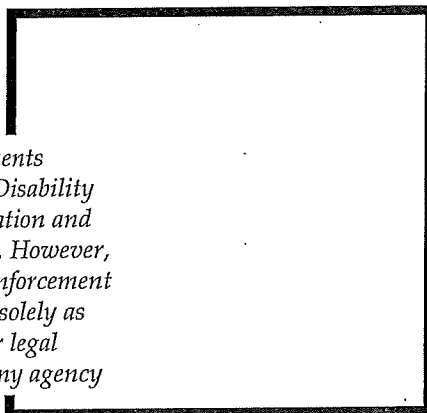 ents
Disability
ation and
. However,
nforcement
solely as
r legal
ny agency